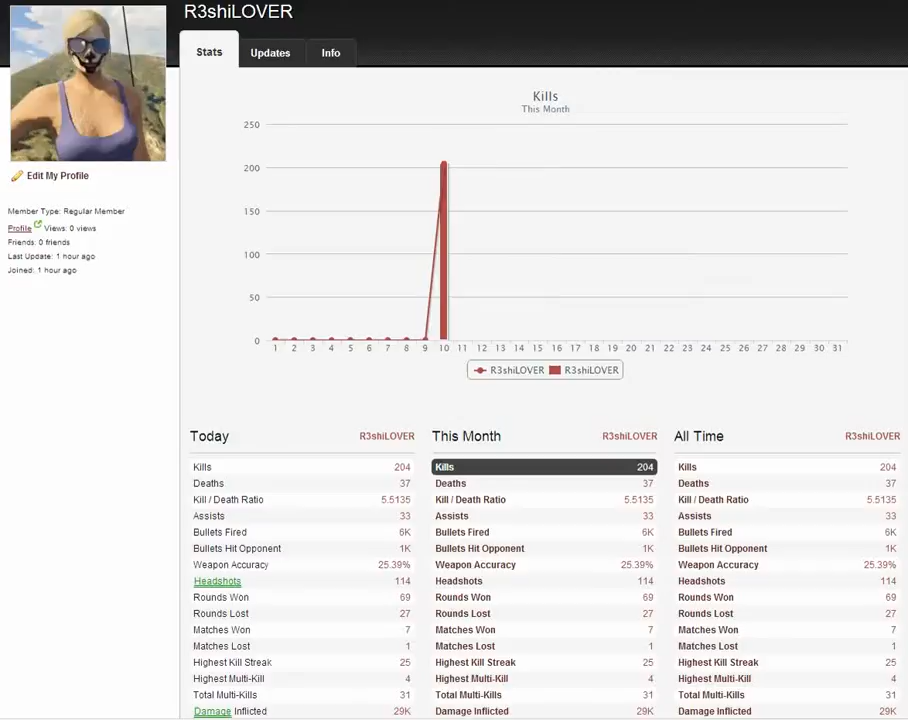 R3shiLOVER
Stats Updates Info
Edit My Profile
Member Type: Regular Member
Profile Views: 0 views
Friends: 0 friends
Last Update: 1 hour ago
Joined: 1 hour ago
Kills
This Month
250
200
150
100
50
0
1 2 3 4 5 6 7 8 9 10 11 12 13 14 15 16 17 18 19 20 21 22 23 24 25 26 27 28 29 30 31
R3shiLOVER R3shiLOVER
Today R3shiLOVER
Kills 204
Deaths 37
Kill / Death Ratio 5.5135
Assists 33
Bullets Fired 6K
Bullets Hit Opponent 1K
Weapon Accuracy 25.39%
Headshots 114
Rounds Won 69
Rounds Lost 27
Matches Won 7
Matches Lost 1
Highest Kill Streak 25
Highest Multi-Kill 4
Total Multi-Kills 31
Damage Inflicted 29K
This Month R3shiLOVER
Kills 204
Deaths 37
Kill / Death Ratio 5.5135
Assists 33
Bullets Fired 6K
Bullets Hit Opponent 1K
Weapon Accuracy 25.39%
Headshots 114
Rounds Won 69
Rounds Lost 27
Matches Won 7
Matches Lost 1
Highest Kill Streak 25
Highest Multi-Kill 4
Total Multi-Kills 31
Damage Inflicted 29K
All Time R3shiLOVER
Kills 204
Deaths 37
Kill / Death Ratio 5.5135
Assists 33
Bullets Fired 6K
Bullets Hit Opponent 1K
Weapon Accuracy 25.39%
Headshots 114
Rounds Won 69
Rounds Lost 27
Matches Won 7
Matches Lost 1
Highest Kill Streak 25
Highest Multi-Kill 4
Total Multi-Kills 31
Damage Inflicted 29K